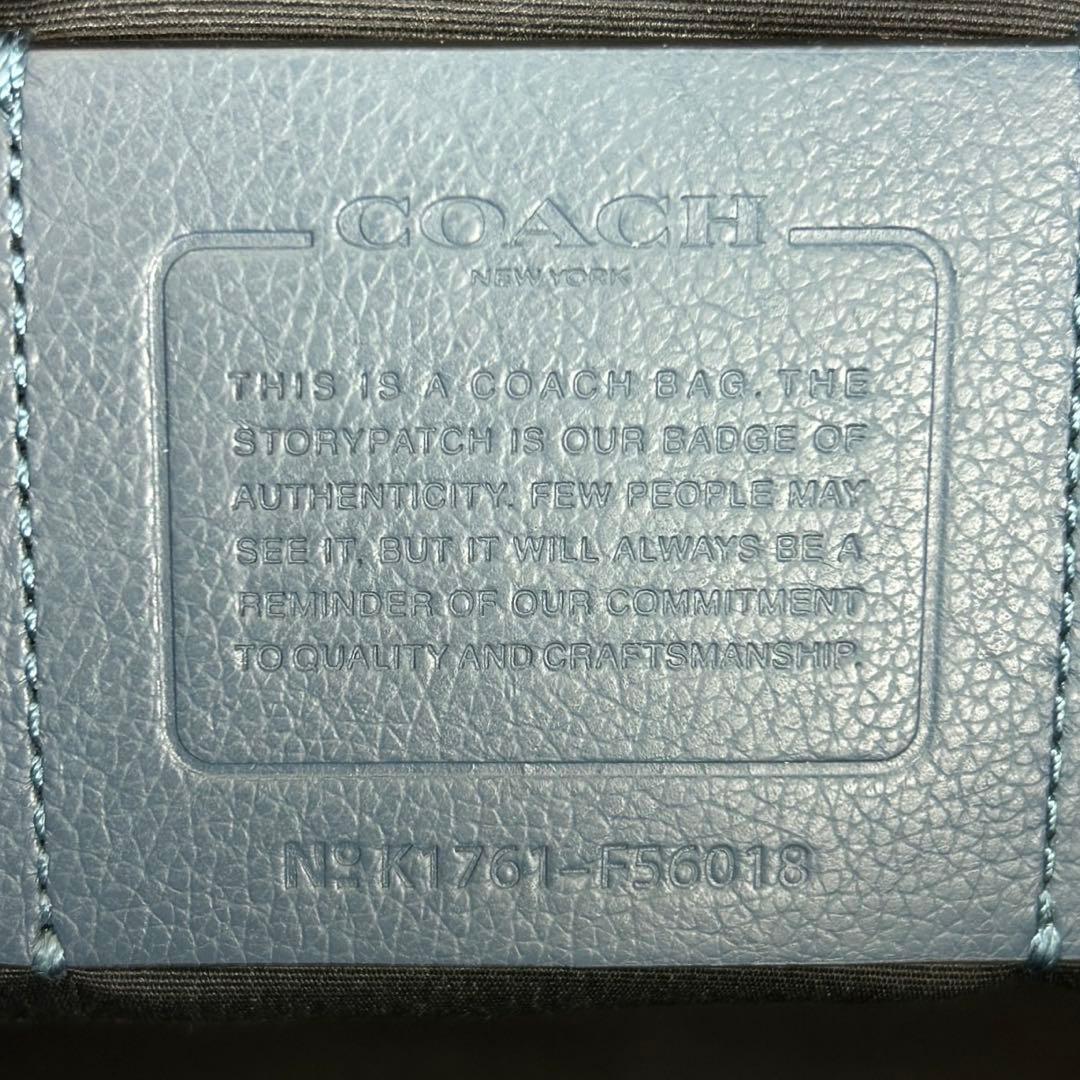 COACH
NEW YORK
THIS IS A COACH BAG. THE
STORYPATCH IS OUR BADGE OF
AUTHENTICITY. FEW PEOPLE MAY
SEE IT, BUT IT WILL ALWAYS BE A
REMINDER OF OUR COMMITMENT
TO QUALITY AND CRAFTSMANSHIP.
Nº K1761-F56018